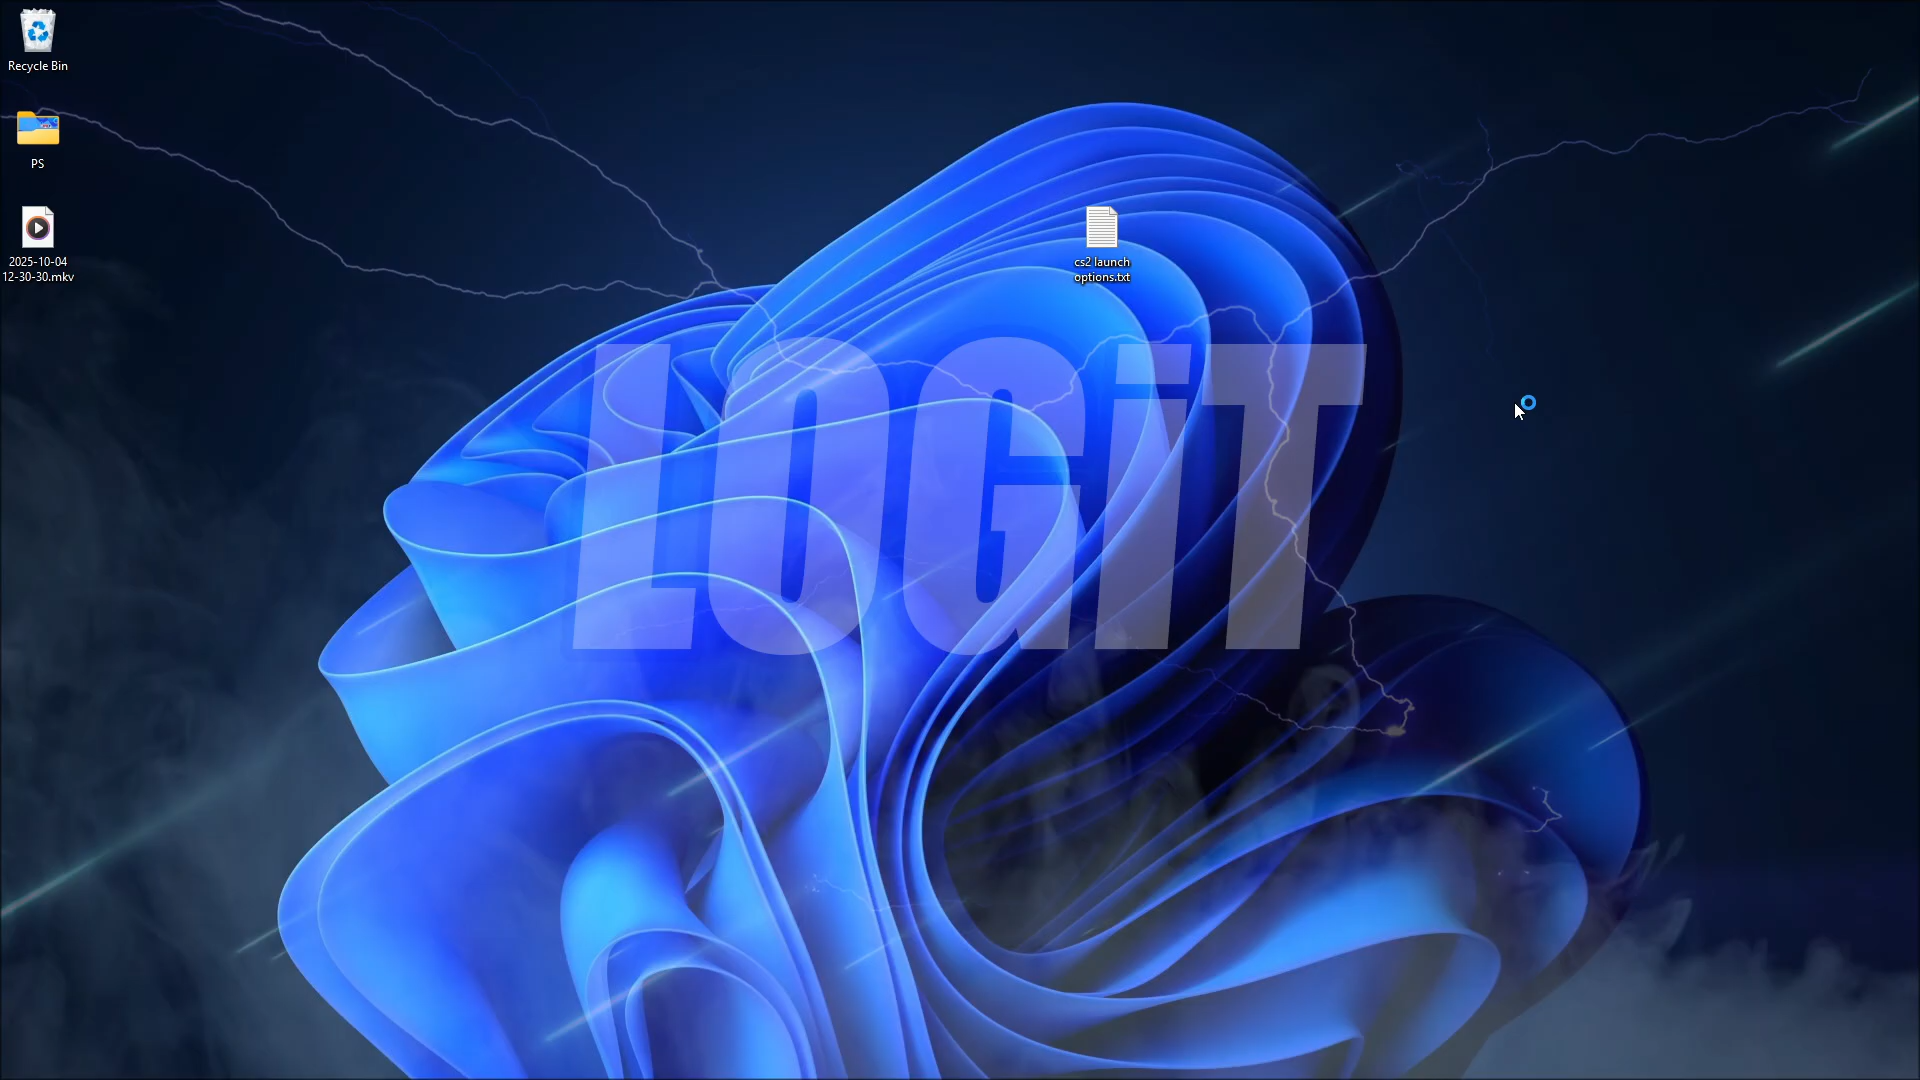 Recycle Bin
PS
2025-10-04
12-30-30.mkv
cs2 launch
options.txt
LOGiT